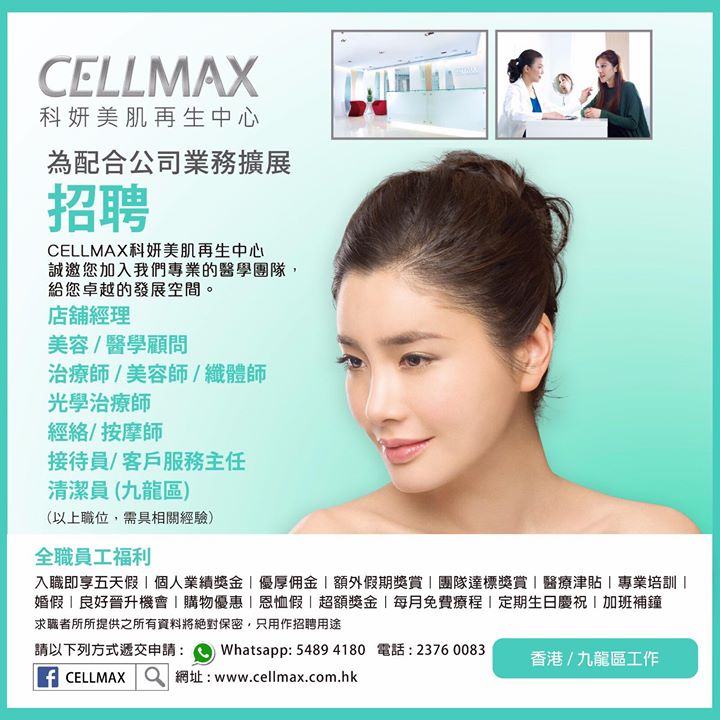 CELLMAX
科妍美肌再生中心
為配合公司業務擴展
招聘
CELLMAX科妍美肌再生中心
誠邀您加入我們專業的醫學團隊，
給您卓越的發展空間。
店舖經理
美容 / 醫學顧問
治療師 / 美容師 / 纖體師
光學治療師
經絡/ 按摩師
接待員/ 客戶服務主任
清潔員 (九龍區)
（以上職位，需具相關經驗）
CELLMAX
全職員工福利
入職即享五天假 | 個人業績獎金 | 優厚佣金 | 額外假期獎賞 | 團隊達標獎賞 | 醫療津貼 | 專業培訓 |
婚假 | 良好晉升機會 | 購物優惠 | 恩恤假 | 超額獎金 | 每月免費療程 | 定期生日慶祝 | 加班補鐘
求職者所所提供之所有資料將絶對保密，只用作招聘用途
請以下列方式遞交申請 : Whatsapp: 5489 4180 電話 : 2376 0083
f CELLMAX 網址 : www.cellmax.com.hk
香港 / 九龍區工作